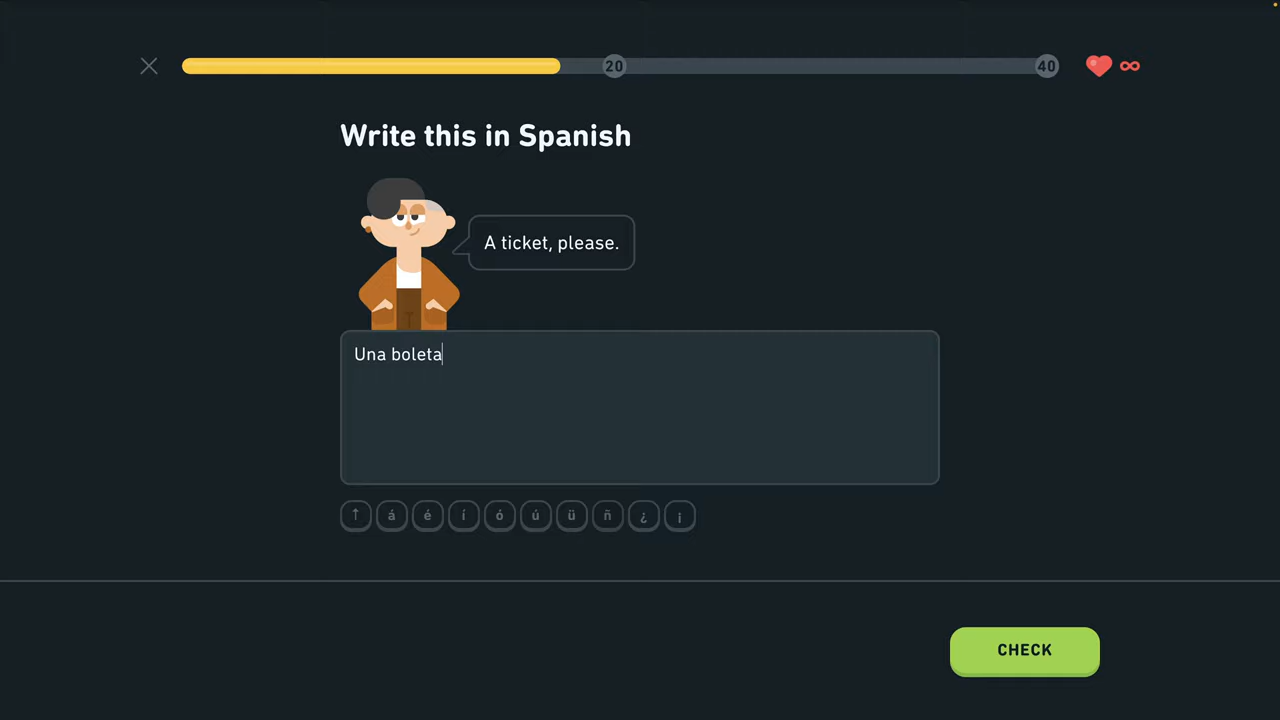 20
40
∞
Write this in Spanish
A ticket, please.
Una boleta
↑ á é í ó ú ü ñ ¿ ¡
CHECK